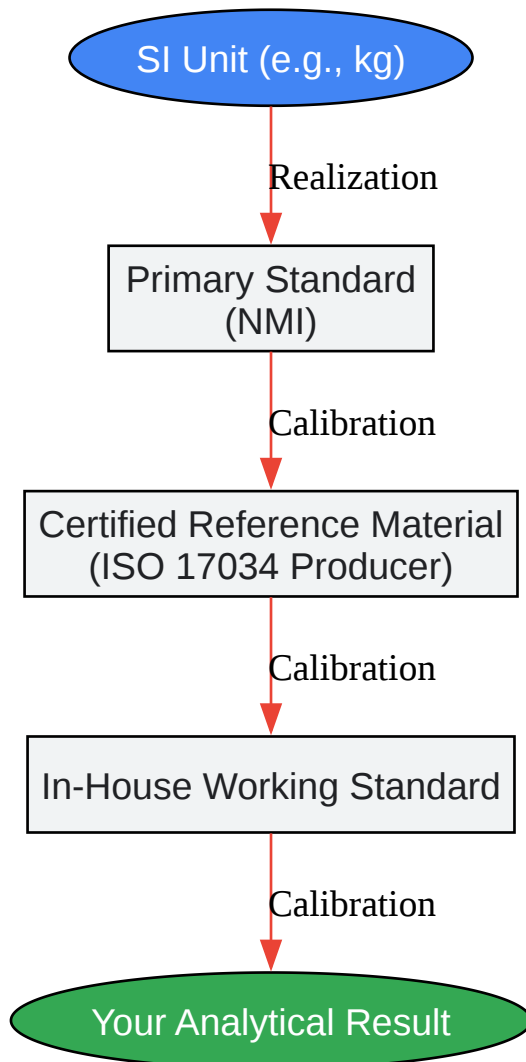 SI Unit (e.g., kg)
Realization
Primary Standard
(NMI)
Calibration
Certified Reference Material
(ISO 17034 Producer)
Calibration
In-House Working Standard
Calibration
Your Analytical Result